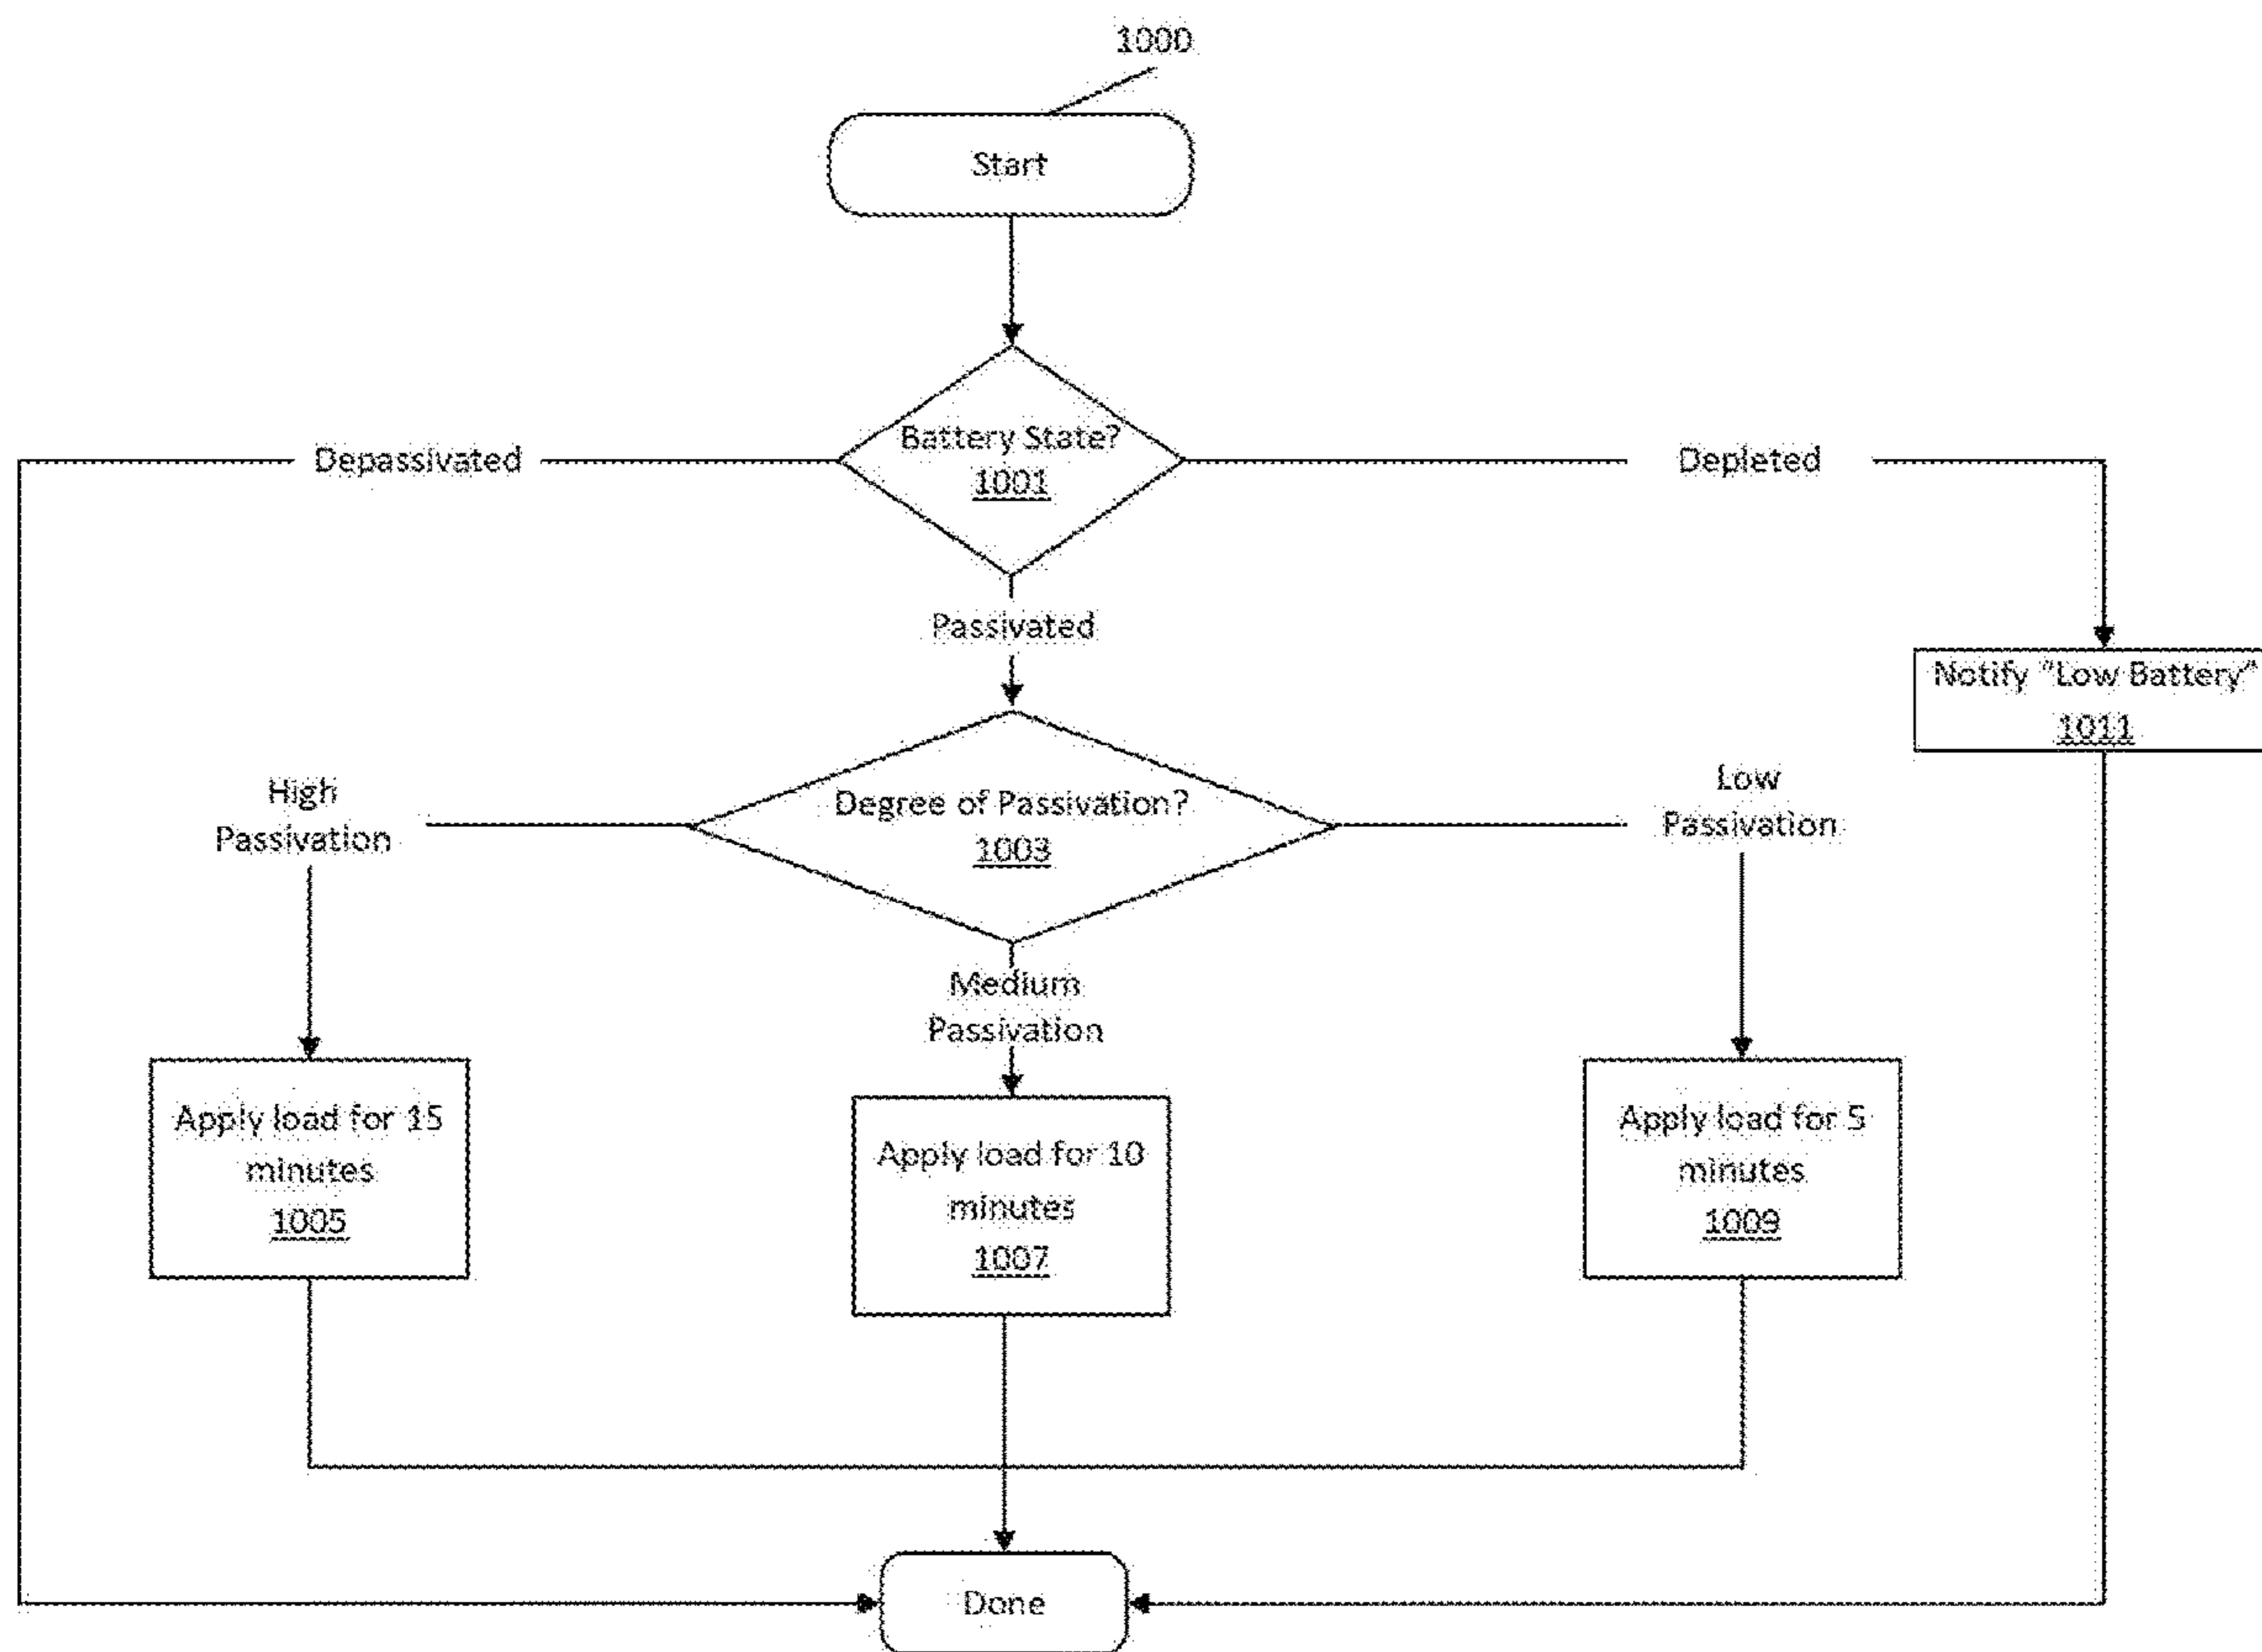 1000
Start
Battery State?
1001
Depassivated
Depleted
Passivated
Notify "Low Battery"
1011
Degree of Passivation?
1003
High
Passivation
Low
Passivation
Medium
Passivation
Apply load for 15
minutes
1005
Apply load for 10
minutes
1007
Apply load for 5
minutes
1009
Done